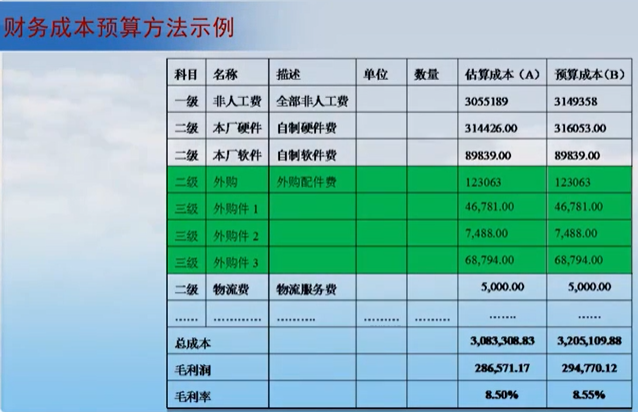 财务成本预算方法示例
科目 名称 描述 单位 数量 估算成本（A） 预算成本(B)
一级 非人工费 全部非人工费 3055189 3149358
二级 本厂硬件 自制硬件费 314426.00 316053.00
二级 本厂软件 自制软件费 89839.00 89839.00
二级 外购 外购配件费 123063 123063
三级 外购件 1 46,781.00 46,781.00
三级 外购件 2 7,488.00 7,488.00
三级 外购件 3 68,794.00 68,794.00
二级 物流费 物流服务费 5,000.00 5,000.00
…… ………… ………. ……… ……… ……. ……
总成本 3,083,308.83 3,205,109.88
毛利润 286,571.17 294,770.12
毛利率 8.50% 8.55%